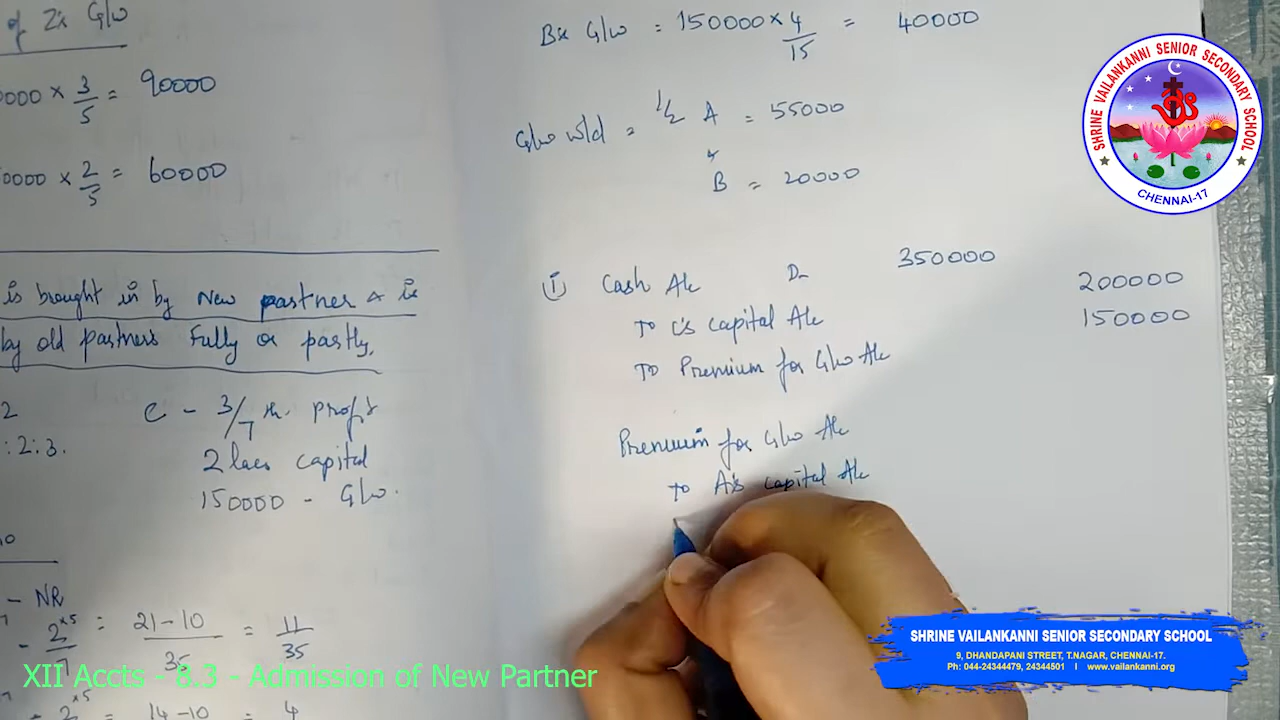 of Z's G/w
0000 × 3/5 = 90000
0000 × 2/5 = 60000
is brought in by New partner & is
by old partners Fully or partly.
2
: 2 : 3.
C - 3/7 th profit
2 lacs capital
150000 - G/w.
10
- NR
- 2/7 ×5 = 21-10/35 = 11/35
- 2 ×5 = 14-10 = 4
B's G/w = 150000 × 4/15 = 40000
G/w w/d = 1/2 A = 55000
&
B = 20000
① Cash A/c Dr 350000
To C's Capital A/c 200000
To Premium for G/w A/c 150000
Premium for G/w A/c
To A's Capital A/c
SHRINE VAILANKANNI SENIOR SECONDARY SCHOOL
CHENNAI-17
SHRINE VAILANKANNI SENIOR SECONDARY SCHOOL
9, DHANDAPANI STREET, T.NAGAR, CHENNAI-17.
Ph: 044-24344479, 24344501 I www.vailankanni.org
XII Accts - 8.3 - Admission of New Partner